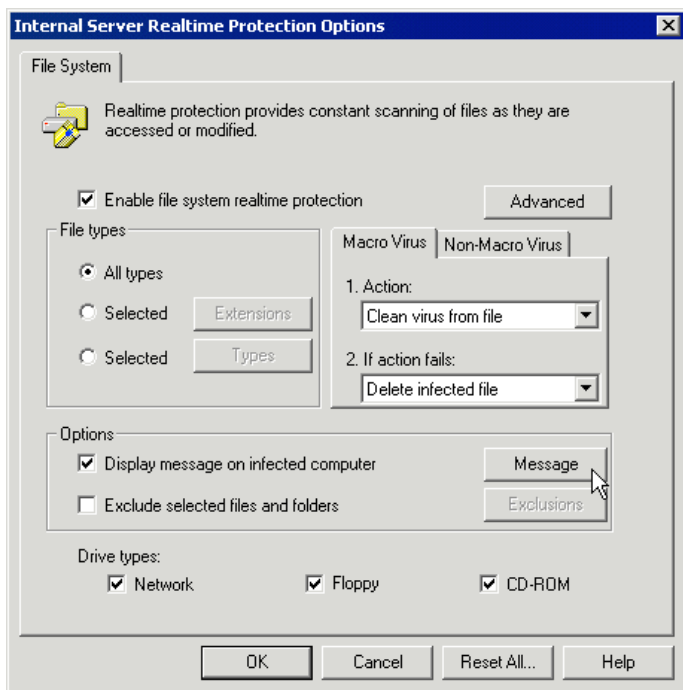 Internal Server Realtime Protection Options
File System
Realtime protection provides constant scanning of files as they are
accessed or modified.
Enable file system realtime protection
Advanced
File types
All types
Selected
Extensions
Selected
Types
Macro Virus
Non-Macro Virus
1. Action:
Clean virus from file
2. If action fails:
Delete infected file
Options
Display message on infected computer
Message
Exclude selected files and folders
Exclusions
Drive types:
Network
Floppy
CD-ROM
OK
Cancel
Reset All...
Help